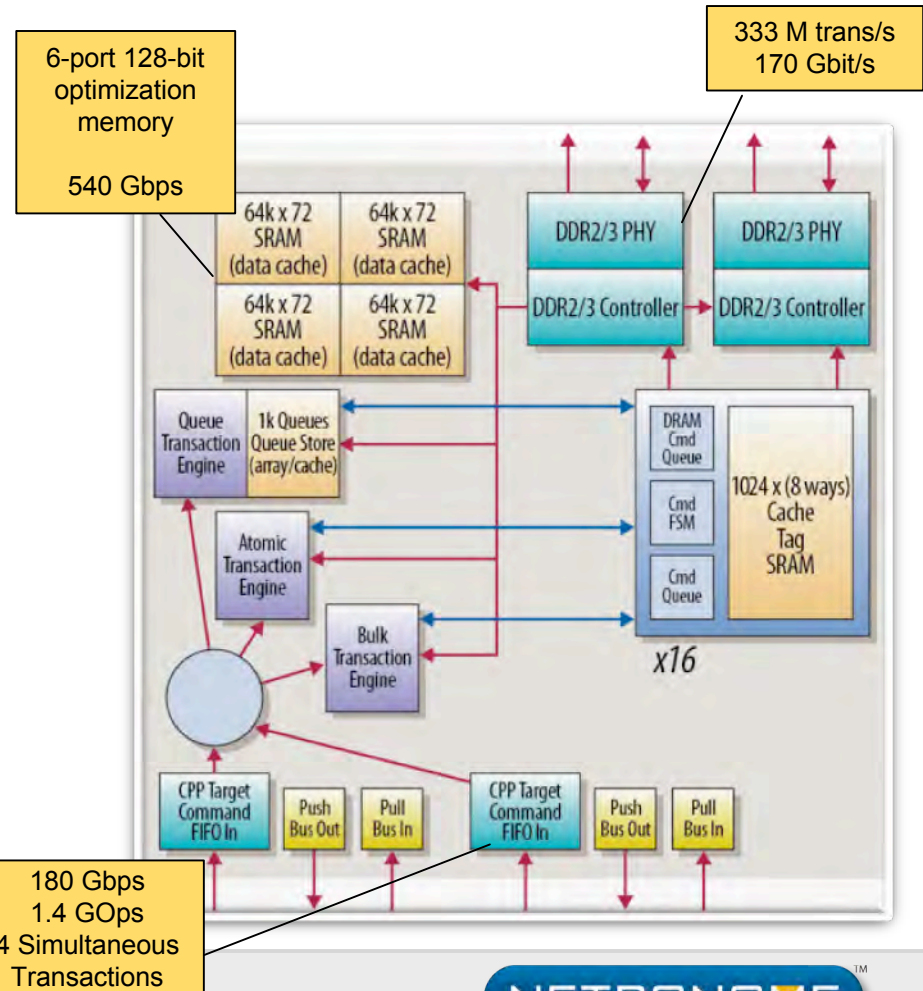 6-port 128-bit
optimization
memory
540 Gbps
333 M trans/s
170 Gbit/s
64k x 72
SRAM
(data cache)
64k x 72
SRAM
(data cache)
64k x 72
SRAM
(data cache)
64k x 72
SRAM
(data cache)
DDR2/3 PHY
DDR2/3 PHY
DDR2/3 Controller
DDR2/3 Controller
Queue
Transaction
Engine
1k Queues
Queue Store
(array/cache)
DRAM
Cmd
Queue
Cmd
FSM
Cmd
Queue
1024 x (8 ways)
Cache
Tag
SRAM
Atomic
Transaction
Engine
Bulk
Transaction
Engine
x16
CPP Target
Command
FIFO In
Push
Bus Out
Pull
Bus In
CPP Target
Command
FIFO In
Push
Bus Out
Pull
Bus In
180 Gbps
1.4 GOps
4 Simultaneous
Transactions
NETRONOME
TM